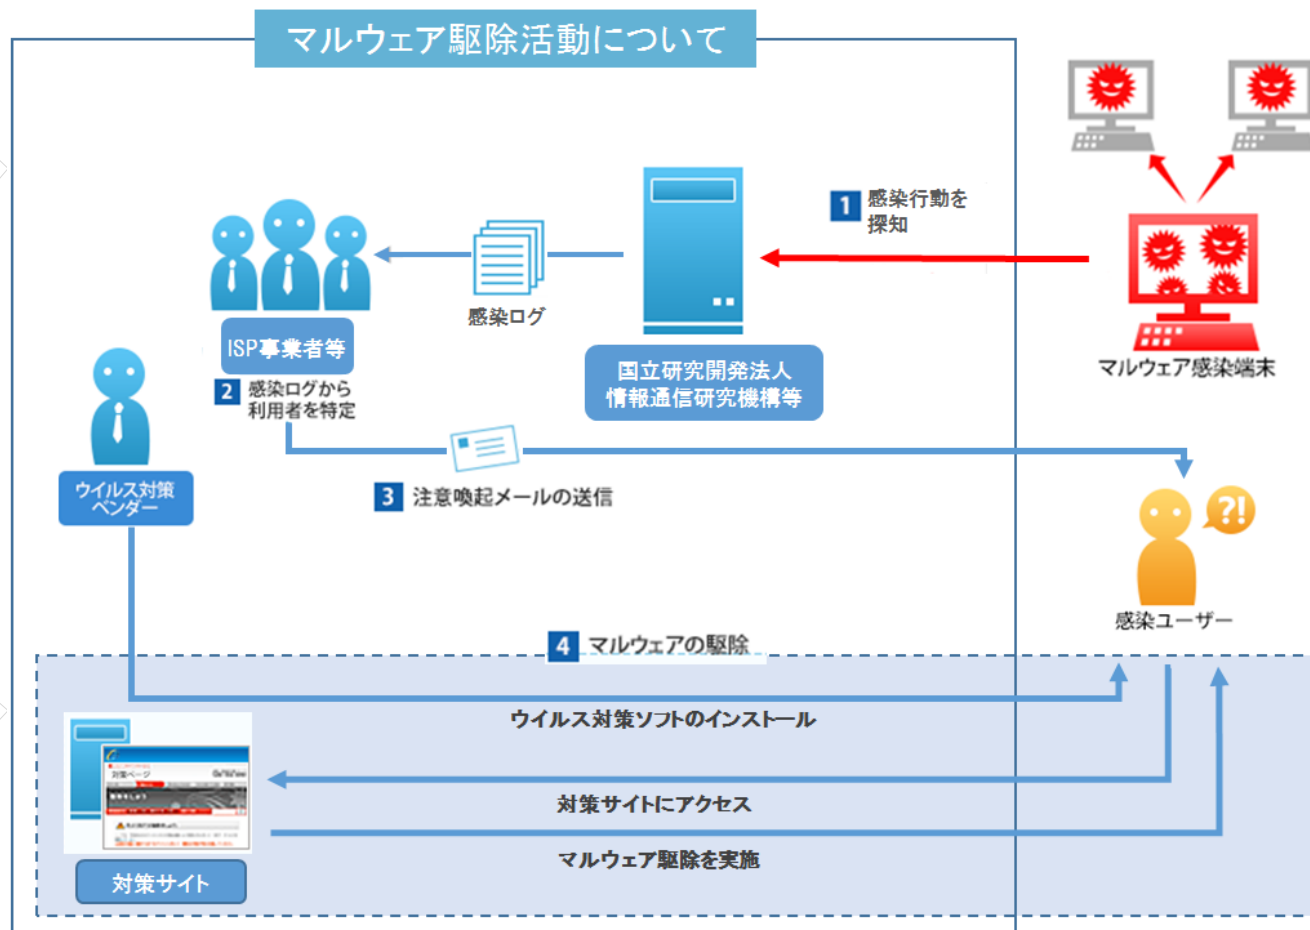 マルウェア駆除活動について
1 感染行動を
探知
感染ログ
ISP事業者等
国立研究開発法人
情報通信研究機構等
マルウェア感染端末
2 感染ログから
利用者を特定
3 注意喚起メールの送信
ウイルス対策
ベンダー
?!
感染ユーザー
4 マルウェアの駆除
ウイルス対策ソフトのインストール
対策ページ
対策サイトにアクセス
マルウェア駆除を実施
対策サイト